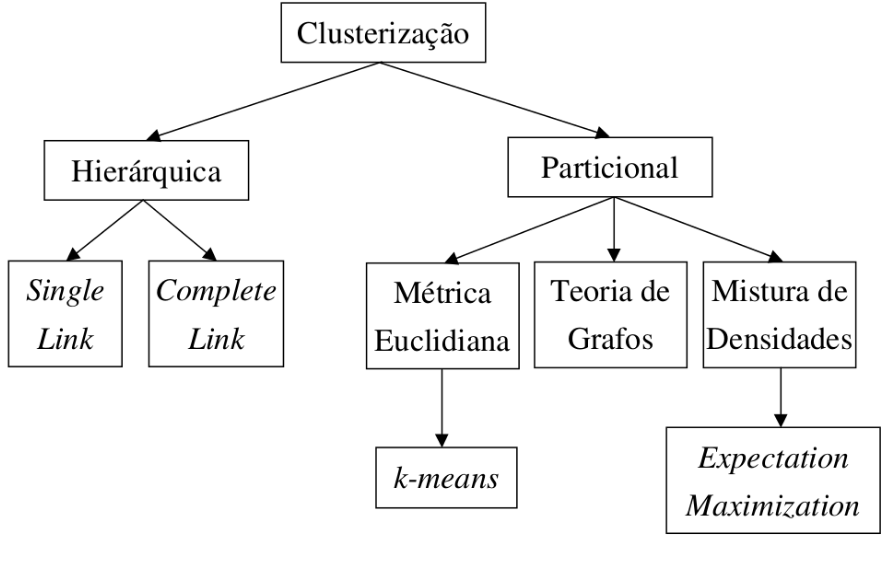 Clusterização
Hierárquica
Particional
Single
Link
Complete
Link
Métrica
Euclidiana
Teoria de
Grafos
Mistura de
Densidades
k-means
Expectation
Maximization